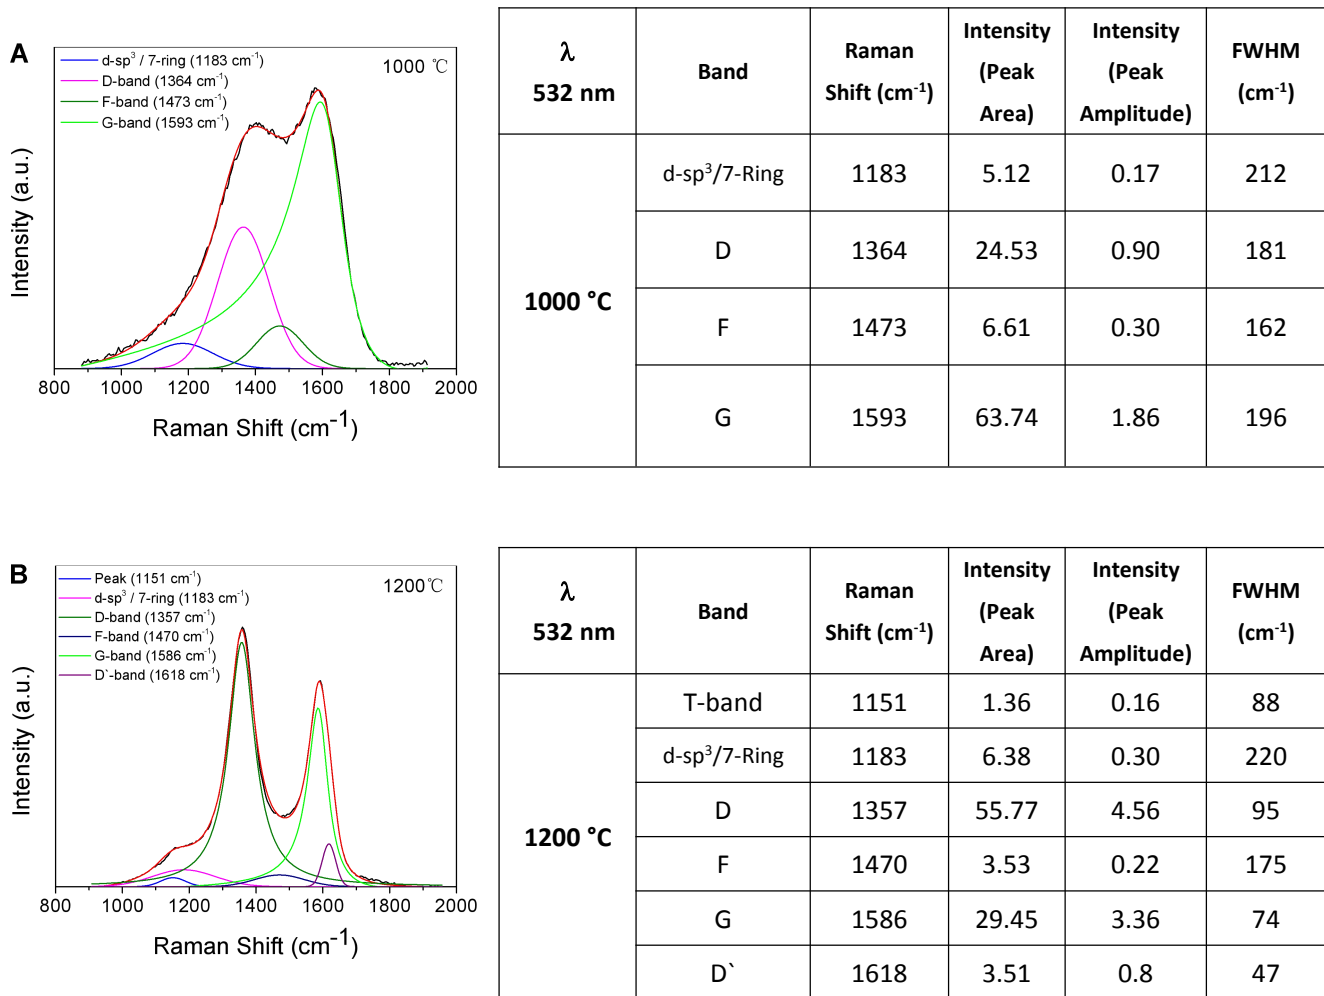 A
d-sp³ / 7-ring (1183 cm⁻¹)
D-band (1364 cm⁻¹)
F-band (1473 cm⁻¹)
G-band (1593 cm⁻¹)
1000 ℃
Intensity (a.u.)
800 1000 1200 1400 1600 1800 2000
Raman Shift (cm⁻¹)
λ
532 nm
Band
Raman
Shift (cm⁻¹)
Intensity
(Peak
Area)
Intensity
(Peak
Amplitude)
FWHM
(cm⁻¹)
1000 °C
d-sp³/7-Ring 1183 5.12 0.17 212
D 1364 24.53 0.90 181
F 1473 6.61 0.30 162
G 1593 63.74 1.86 196
B
Peak (1151 cm⁻¹)
d-sp³ / 7-ring (1183 cm⁻¹)
D-band (1357 cm⁻¹)
F-band (1470 cm⁻¹)
G-band (1586 cm⁻¹)
D`-band (1618 cm⁻¹)
1200℃
Intensity (a.u.)
800 1000 1200 1400 1600 1800 2000
Raman Shift (cm⁻¹)
λ
532 nm
Band
Raman
Shift (cm⁻¹)
Intensity
(Peak
Area)
Intensity
(Peak
Amplitude)
FWHM
(cm⁻¹)
1200 °C
T-band 1151 1.36 0.16 88
d-sp³/7-Ring 1183 6.38 0.30 220
D 1357 55.77 4.56 95
F 1470 3.53 0.22 175
G 1586 29.45 3.36 74
D` 1618 3.51 0.8 47